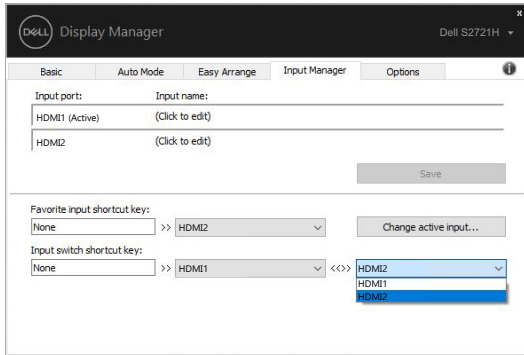 x
DELL Display Manager Dell S2721H
Basic Auto Mode Easy Arrange Input Manager Options i
Input port: Input name:
HDMI1 (Active) (Click to edit)
HDMI2 (Click to edit)
Save
Favorite input shortcut key:
None >> HDMI2 Change active input...
Input switch shortcut key:
None >> HDMI1 <<>> HDMI2
HDMI1
HDMI2